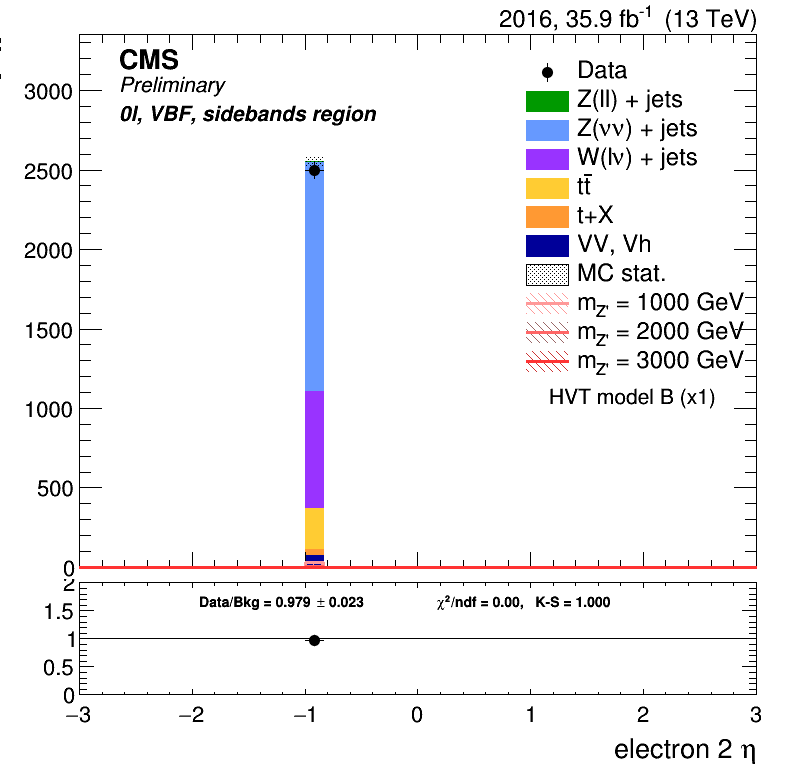 2016, 35.9 fb-1 (13 TeV)
CMS
Preliminary
0l, VBF, sidebands region
Data
Z(ll) + jets
Z(νν) + jets
W(lν) + jets
tt̄
t+X
VV, Vh
MC stat.
mZ' = 1000 GeV
mZ' = 2000 GeV
mZ' = 3000 GeV
HVT model B (x1)
3000
2500
2000
1500
1000
500
0
Data/Bkg = 0.979 ± 0.023 χ²/ndf = 0.00, K-S = 1.000
2
1.5
1
0.5
0
−3 −2 −1 0 1 2 3
electron 2 η